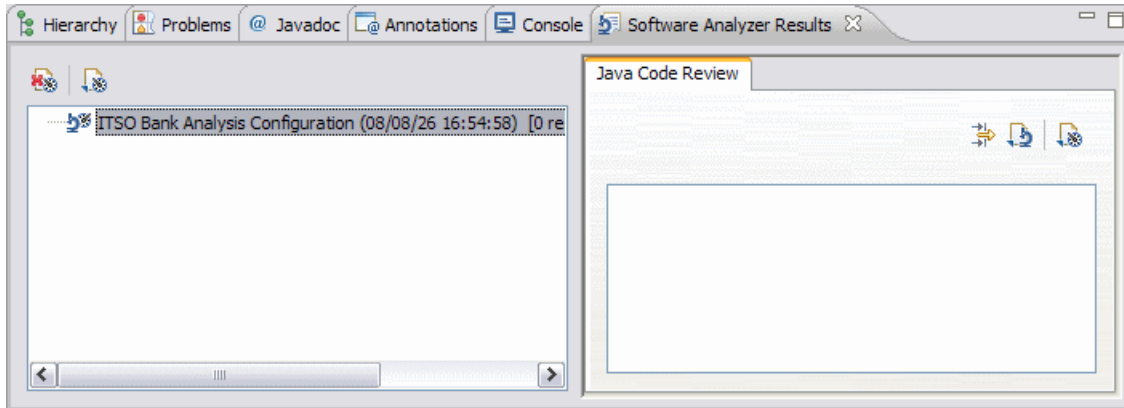 Hierarchy Problems @ Javadoc Annotations Console Software Analyzer Results
Java Code Review
ITSO Bank Analysis Configuration (08/08/26 16:54:58) [0 re